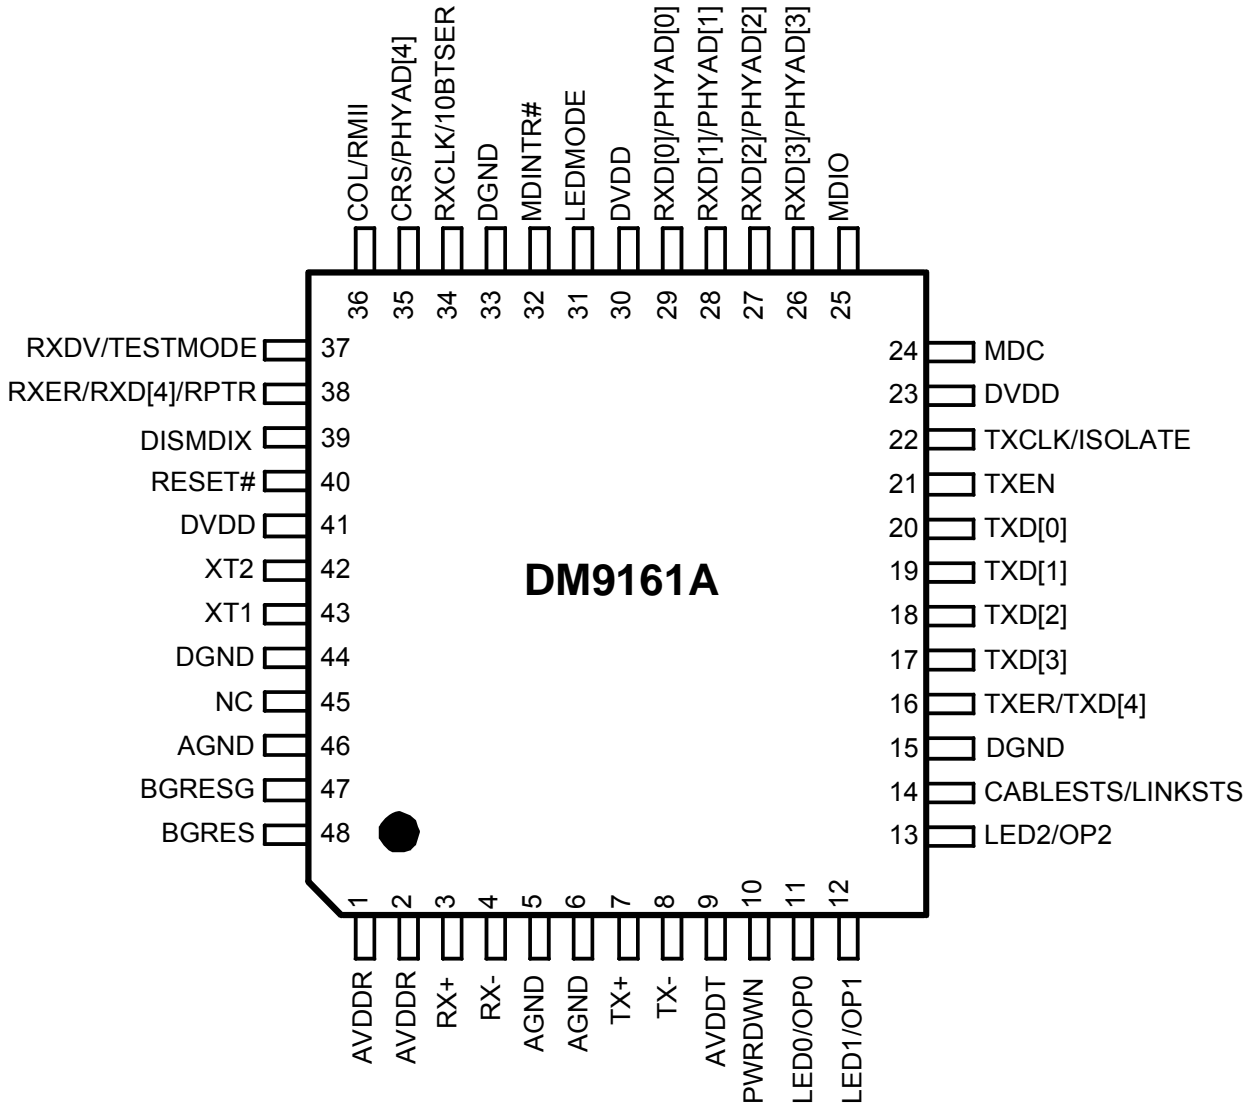 COL/RMII
CRS/PHYAD[4]
RXCLK/10BTSER
DGND
MDINTR#
LEDMODE
DVDD
RXD[0]/PHYAD[0]
RXD[1]/PHYAD[1]
RXD[2]/PHYAD[2]
RXD[3]/PHYAD[3]
MDIO
36
35
34
33
32
31
30
29
28
27
26
25
RXDV/TESTMODE 37
RXER/RXD[4]/RPTR 38
DISMDIX 39
RESET# 40
DVDD 41
XT2 42
XT1 43
DGND 44
NC 45
AGND 46
BGRESG 47
BGRES 48
DM9161A
24 MDC
23 DVDD
22 TXCLK/ISOLATE
21 TXEN
20 TXD[0]
19 TXD[1]
18 TXD[2]
17 TXD[3]
16 TXER/TXD[4]
15 DGND
14 CABLESTS/LINKSTS
13 LED2/OP2
1
2
3
4
5
6
7
8
9
10
11
12
AVDDR
AVDDR
RX+
RX-
AGND
AGND
TX+
TX-
AVDDT
PWRDWN
LED0/OP0
LED1/OP1